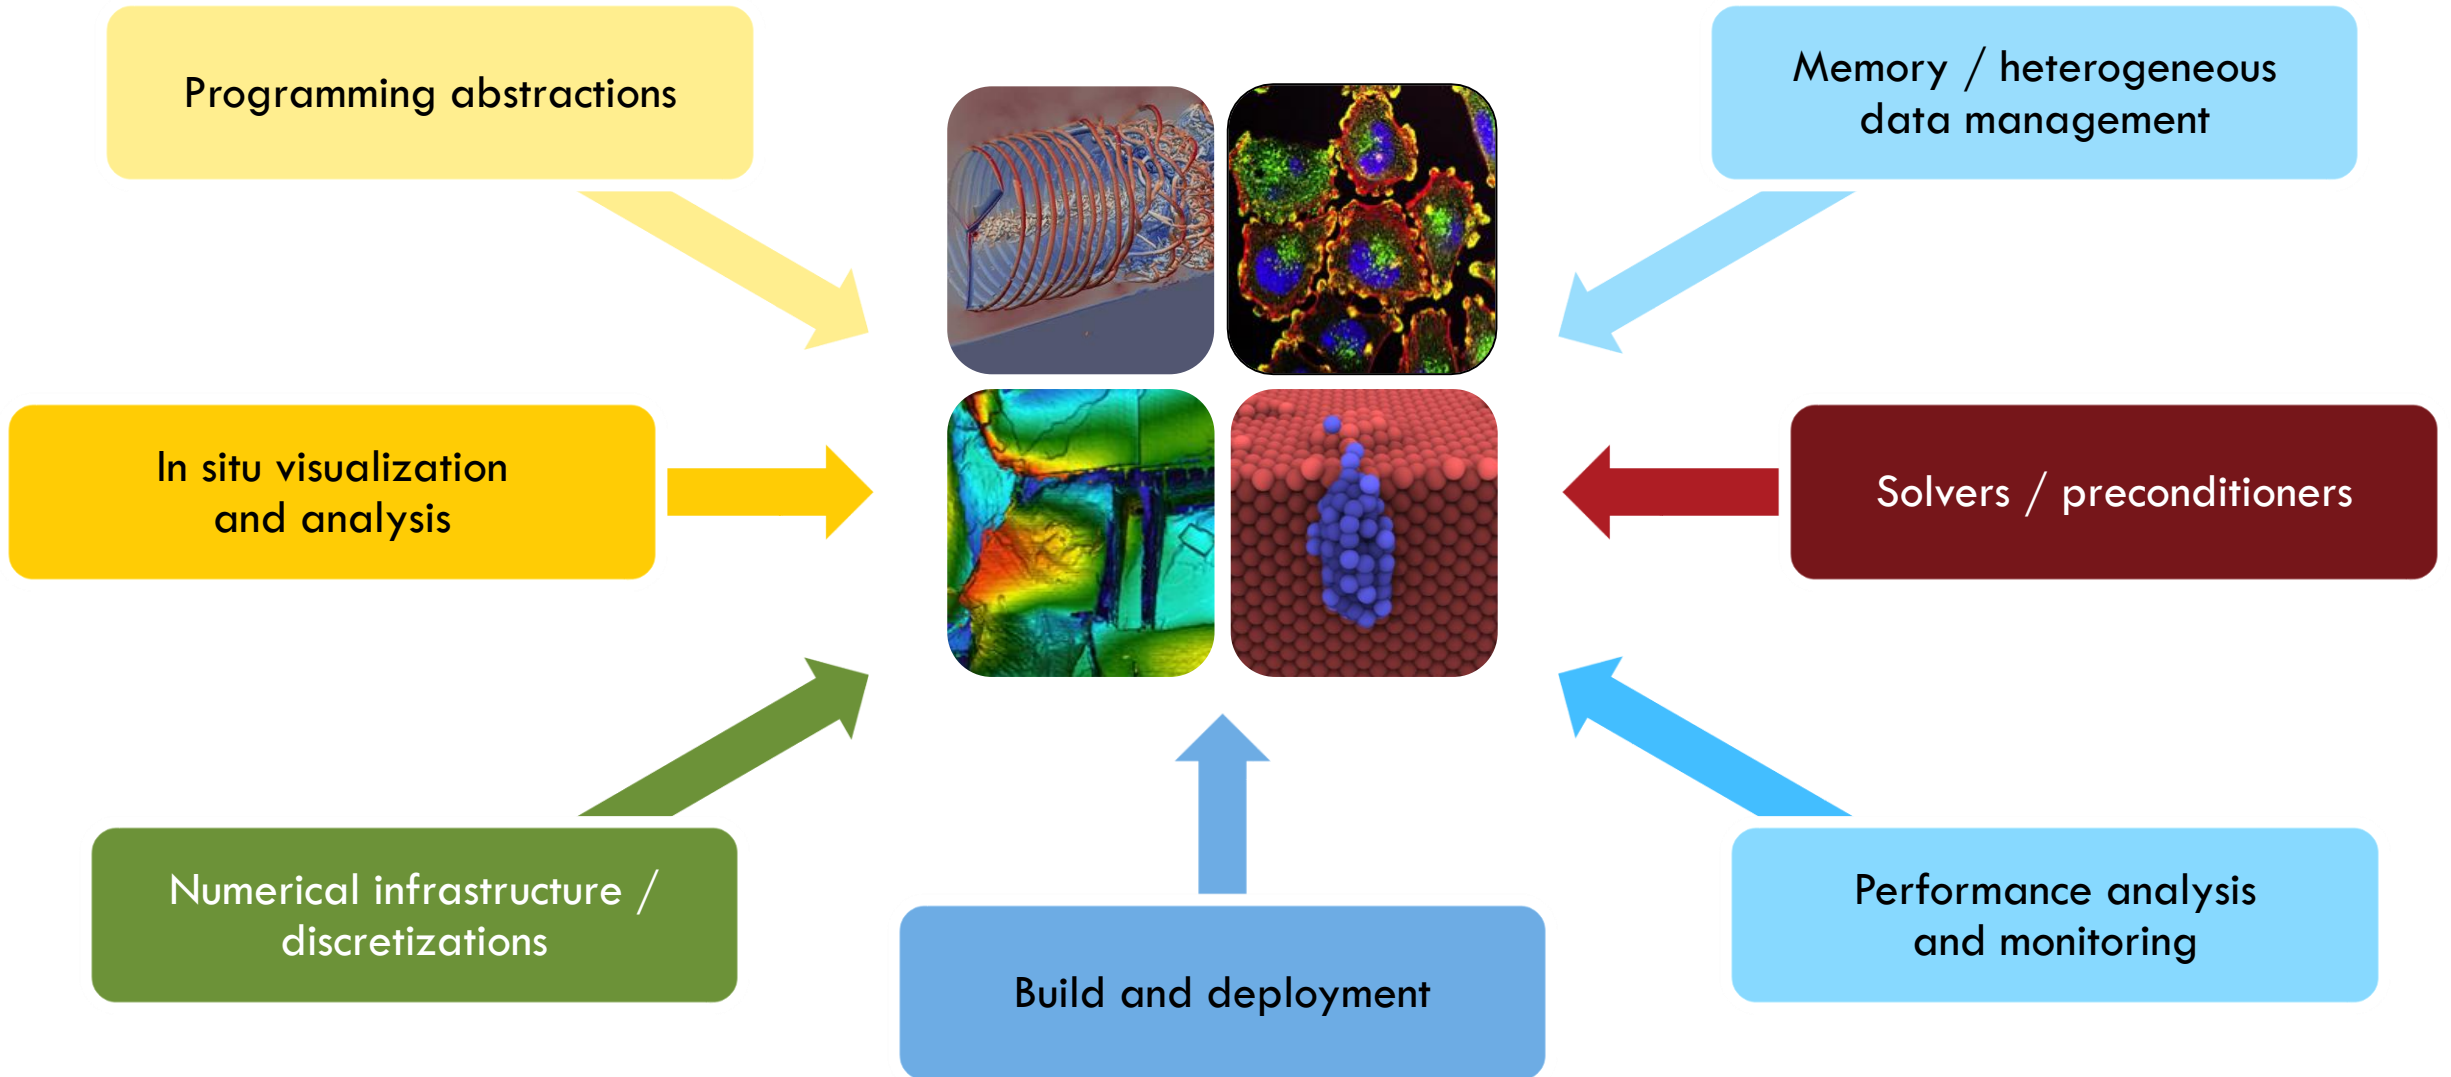 Programming abstractions
Memory / heterogeneous
data management
In situ visualization
and analysis
Solvers / preconditioners
Numerical infrastructure /
discretizations
Build and deployment
Performance analysis
and monitoring